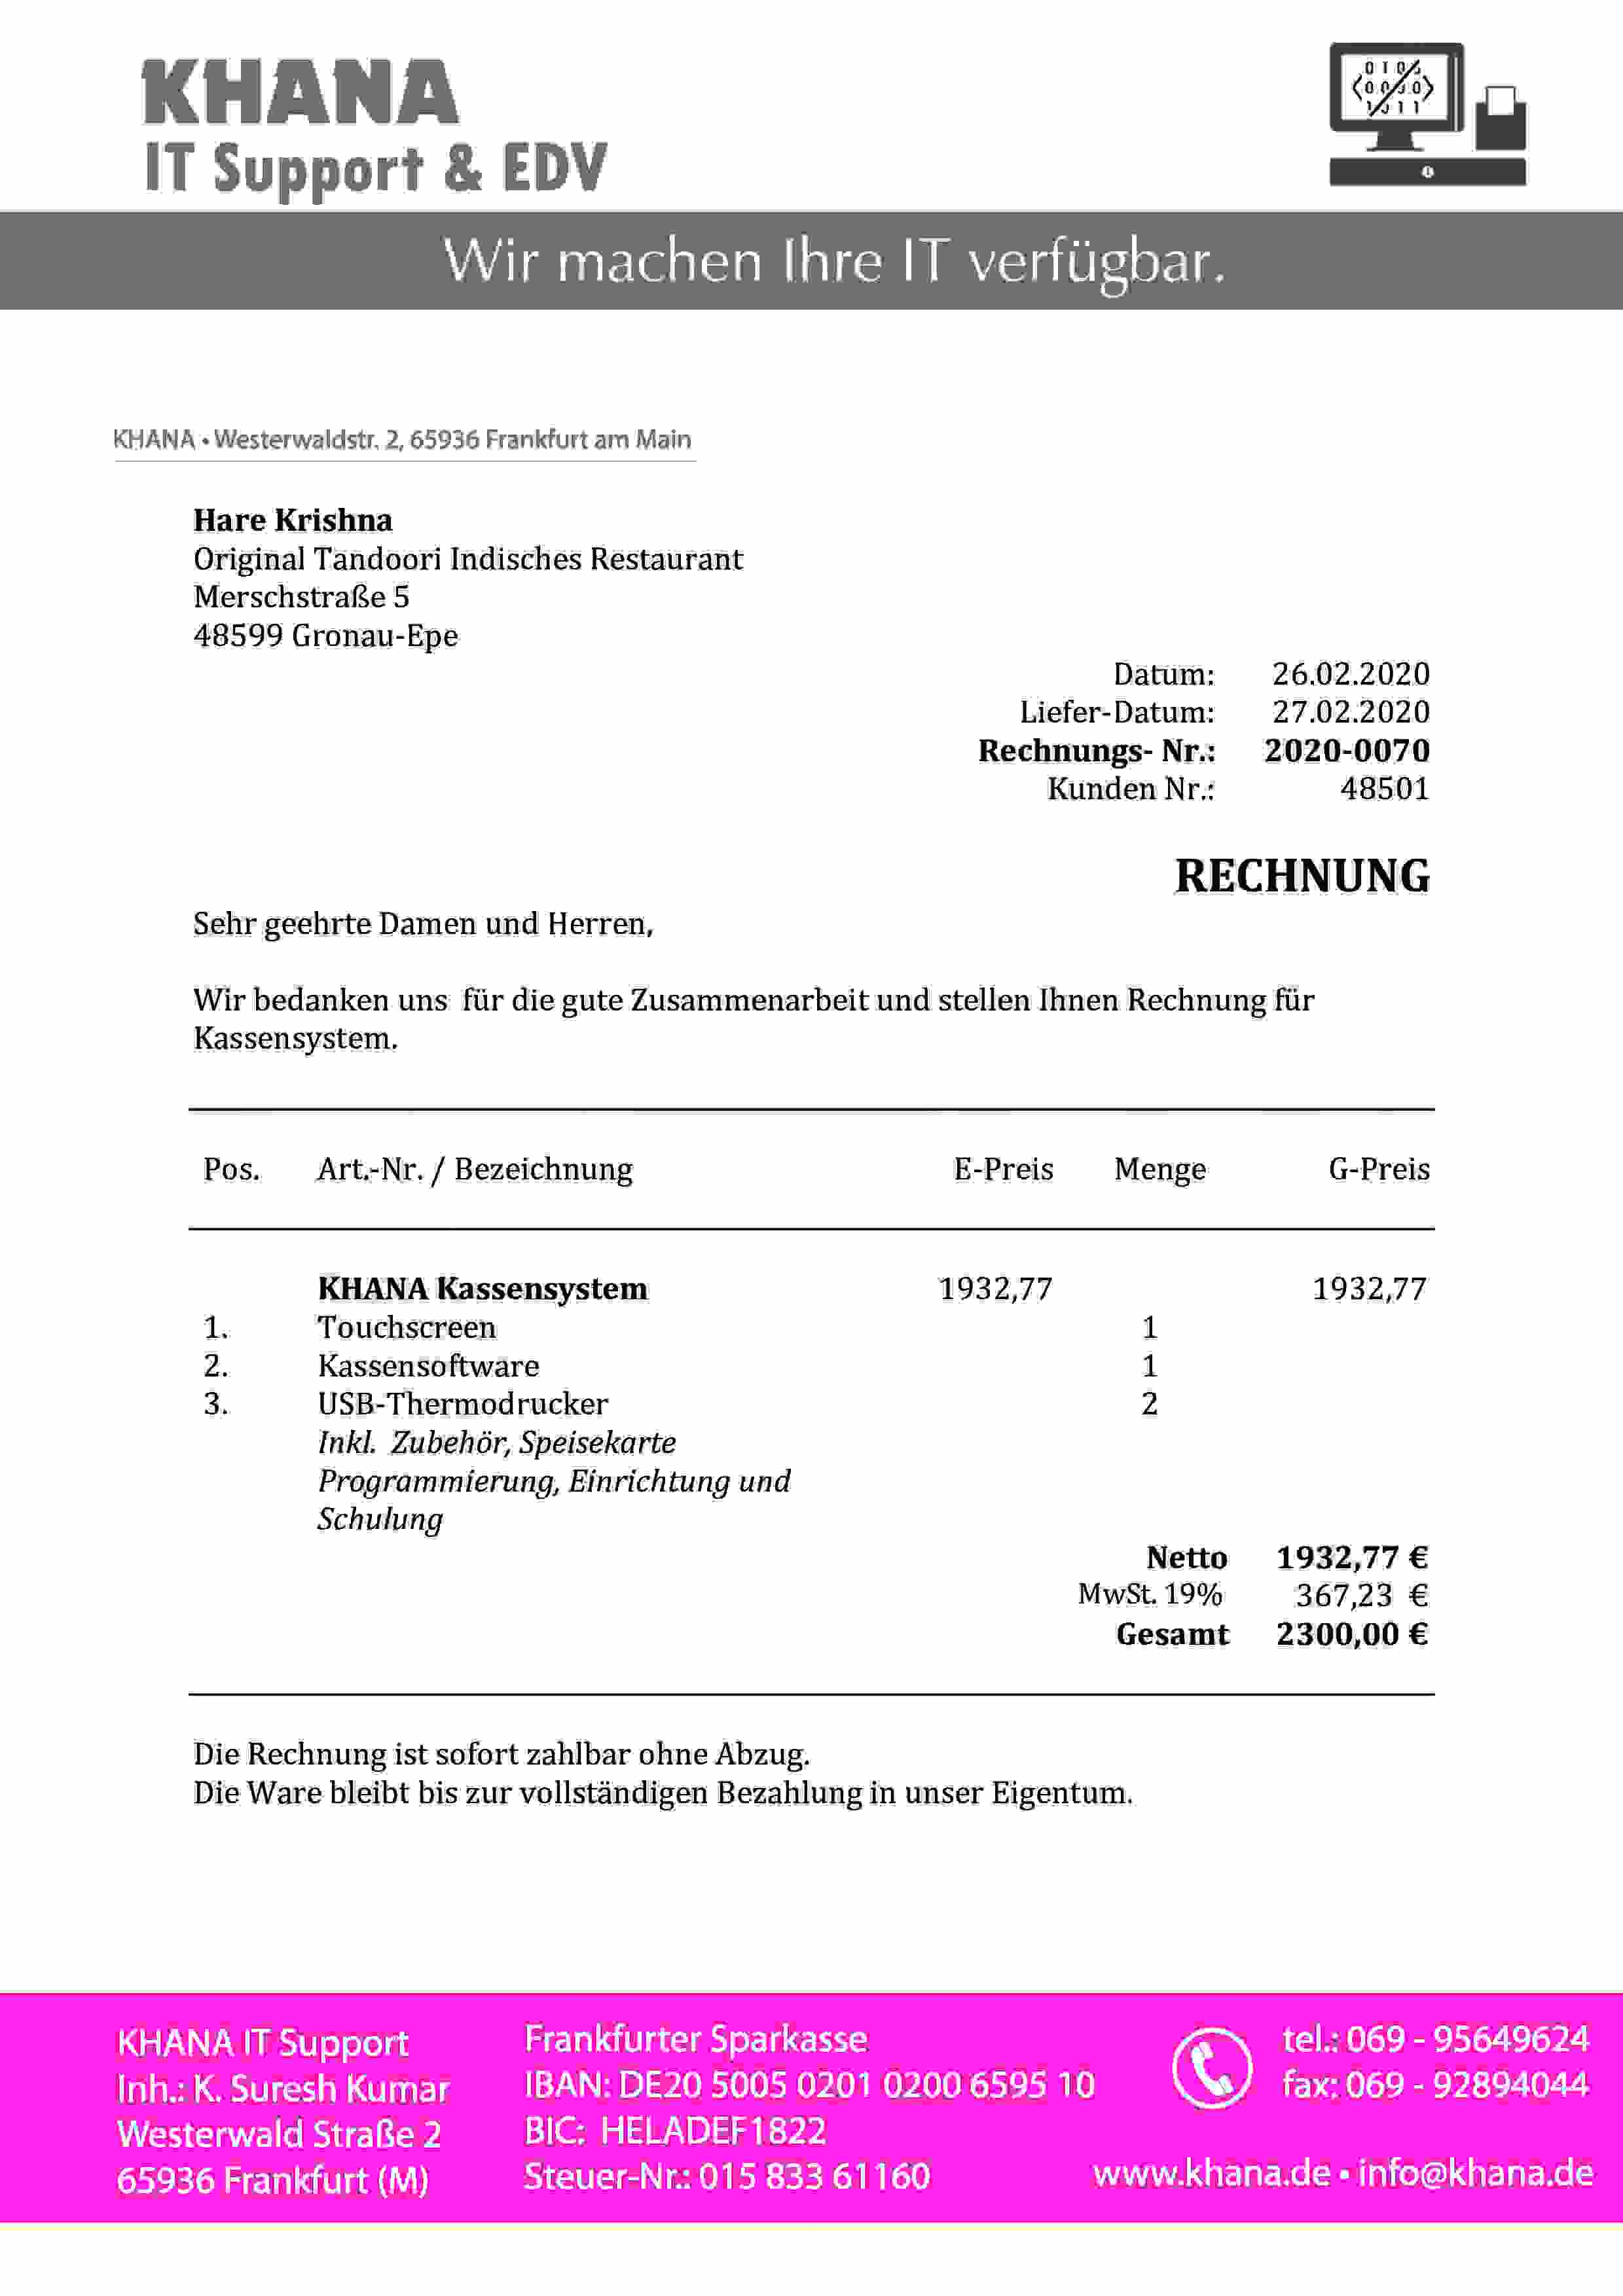 KHANA
IT Support & EDV
Wir machen Ihre IT verfügbar.
KHANA • Westerwaldstr. 2, 65936 Frankfurt am Main
Hare Krishna
Original Tandoori Indisches Restaurant
Merschstraße 5
48599 Gronau-Epe
Datum: 26.02.2020
Liefer-Datum: 27.02.2020
Rechnungs- Nr.: 2020-0070
Kunden Nr.: 48501
RECHNUNG
Sehr geehrte Damen und Herren,
Wir bedanken uns für die gute Zusammenarbeit und stellen Ihnen Rechnung für
Kassensystem.
Pos. Art.-Nr. / Bezeichnung E-Preis Menge G-Preis
KHANA Kassensystem 1932,77 1932,77
1. Touchscreen 1
2. Kassensoftware 1
3. USB-Thermodrucker 2
Inkl. Zubehör, Speisekarte
Programmierung, Einrichtung und
Schulung
Netto 1932,77 €
MwSt. 19% 367,23 €
Gesamt 2300,00 €
Die Rechnung ist sofort zahlbar ohne Abzug.
Die Ware bleibt bis zur vollständigen Bezahlung in unser Eigentum.
KHANA IT Support
Inh.: K. Suresh Kumar
Westerwald Straße 2
65936 Frankfurt (M)
Frankfurter Sparkasse
IBAN: DE20 5005 0201 0200 6595 10
BIC: HELADEF1822
Steuer-Nr.: 015 833 61160
tel.: 069 - 95649624
fax: 069 - 92894044
www.khana.de • info@khana.de